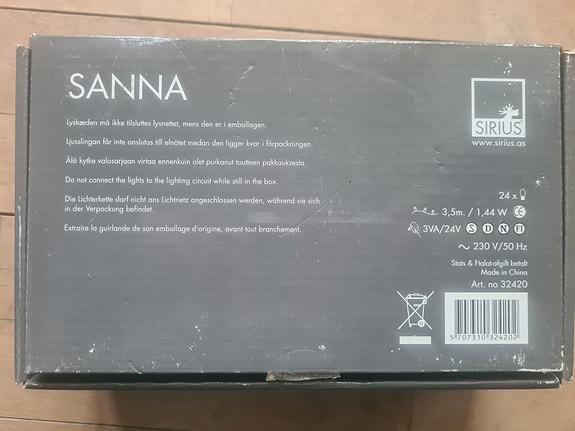 SANNA
Lyskæden må ikke tilsluttes lysnettet, mens den er i emballagen.
Ljusslingan får inte anslutas till elnätet medan den ligger kvar i förpackningen.
Älä kytke valosarjaan virtaa ennenkuin olet purkanut tuotteen pakkauksesta.
Do not connect the lights to the lighting circuit while still in the box.
Die Lichterkette darf nicht ans Lichtnetz angeschlossen werden, während sie sich
in der Verpackung befindet.
Extraire la guirlande de son emballage d'origine, avant tout branchement.
SIRIUS
www.sirius.as
24 x
3,5m. / 1,44 W
3VA/24V S D N FI
~ 230 V/50 Hz
Stats & Ftalat-afgift betalt
Made in China
Art. no 32420
5 707310 324202